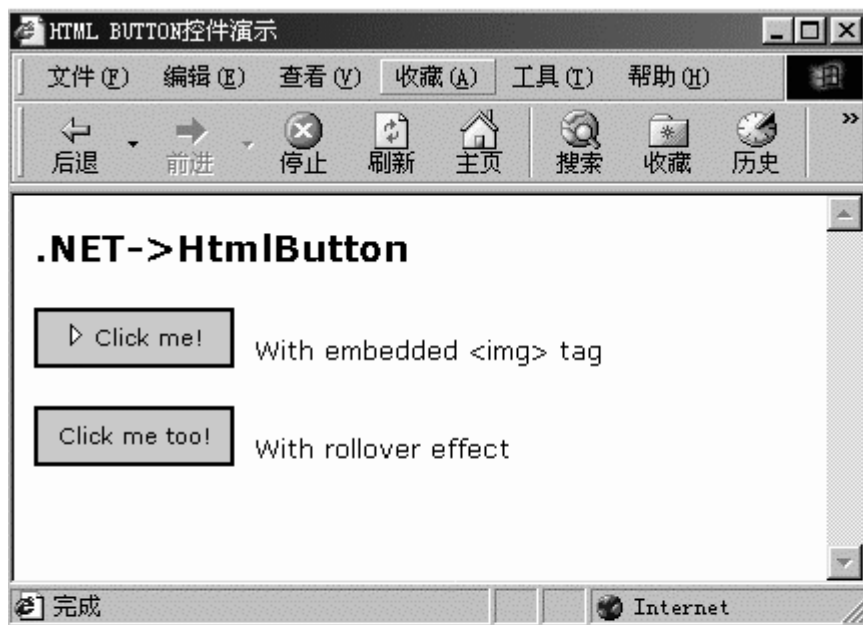 HTML BUTTON控件演示
文件(F) 编辑(E) 查看(V) 收藏(A) 工具(T) 帮助(H)
后退 前进 停止 刷新 主页 搜索 收藏 历史 »
.NET->HtmlButton
Click me! With embedded <img> tag
Click me too! With rollover effect
完成 Internet